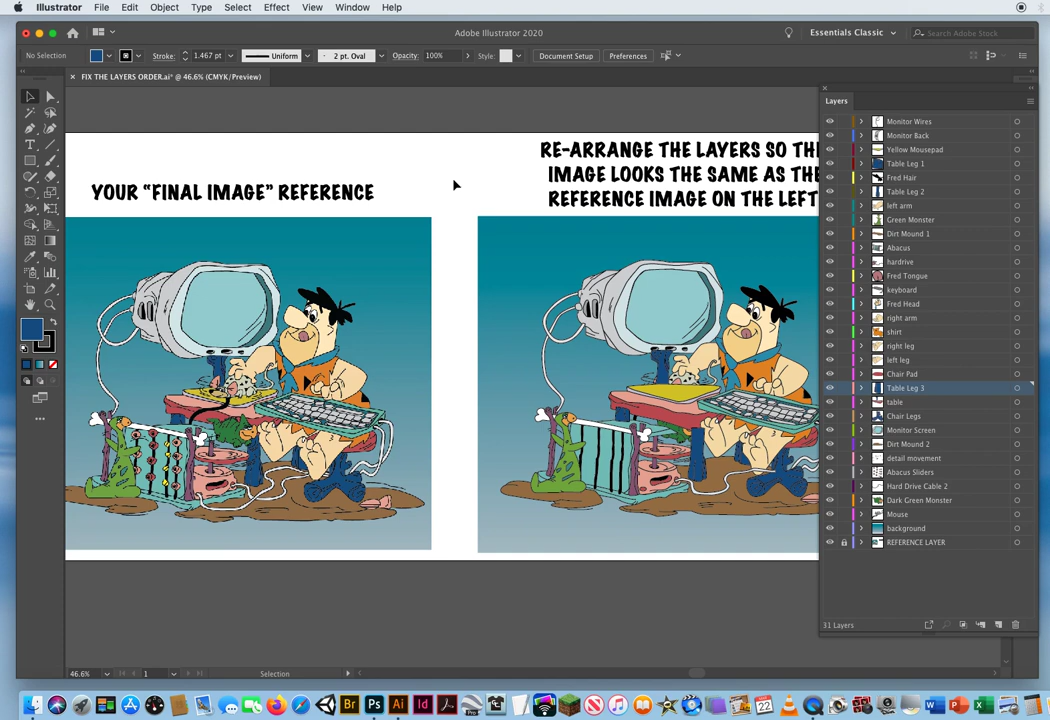 Illustrator File Edit Object Type Select Effect View Window Help
Adobe Illustrator 2020
Essentials Classic
Search Adobe Stock
No Selection Stroke: 1.467 pt Uniform 2 pt. Oval Opacity: 100% Style: Document Setup Preferences
× FIX THE LAYERS ORDER.ai* @ 46.6% (CMYK/Preview)
YOUR “FINAL IMAGE” REFERENCE
RE-ARRANGE THE LAYERS SO TH
IMAGE LOOKS THE SAME AS THE
REFERENCE IMAGE ON THE LEFT
Layers
Monitor Wires
Monitor Back
Yellow Mousepad
Table Leg 1
Fred Hair
Table Leg 2
left arm
Green Monster
Dirt Mound 1
Abacus
hardrive
Fred Tongue
keyboard
Fred Head
right arm
shirt
right leg
left leg
Chair Pad
Table Leg 3
table
Chair Legs
Monitor Screen
Dirt Mound 2
detail movement
Abacus Sliders
Hard Drive Cable 2
Dark Green Monster
Mouse
background
REFERENCE LAYER
31 Layers
46.6% 1 Selection
Br Ps Ai Id
W P X